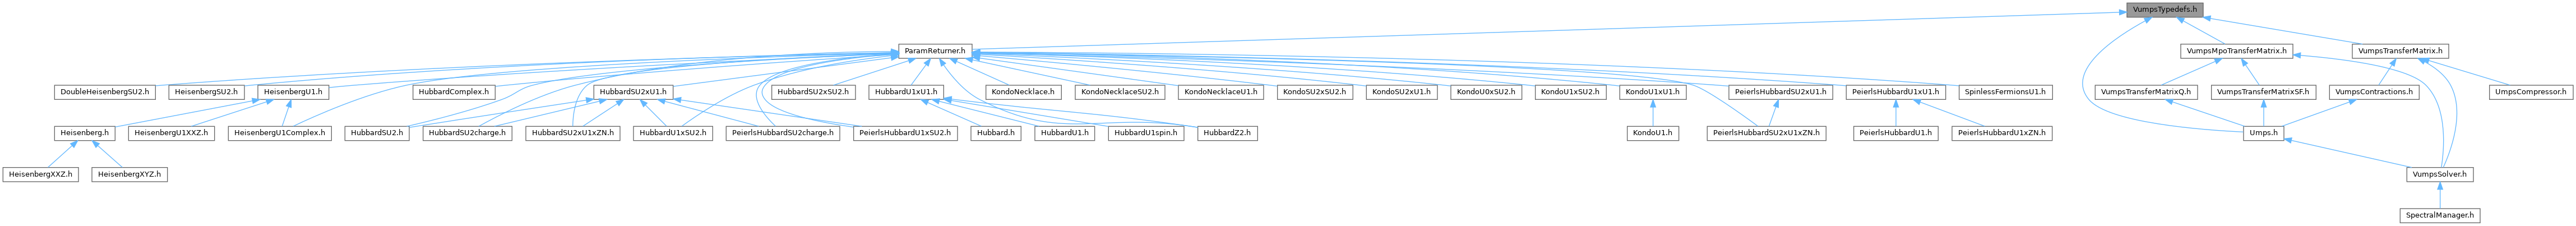 VumpsTypedefs.h
ParamReturner.h
VumpsMpoTransferMatrix.h
VumpsTransferMatrix.h
DoubleHeisenbergSU2.h
HeisenbergSU2.h
HeisenbergU1.h
HubbardComplex.h
HubbardSU2xU1.h
HubbardSU2xSU2.h
HubbardU1xU1.h
KondoNecklace.h
KondoNecklaceSU2.h
KondoNecklaceU1.h
KondoSU2xSU2.h
KondoSU2xU1.h
KondoU0xSU2.h
KondoU1xSU2.h
KondoU1xU1.h
PeierlsHubbardSU2xU1.h
PeierlsHubbardU1xU1.h
SpinlessFermionsU1.h
VumpsTransferMatrixQ.h
VumpsTransferMatrixSF.h
VumpsContractions.h
UmpsCompressor.h
Heisenberg.h
HeisenbergU1XXZ.h
HeisenbergU1Complex.h
HubbardSU2.h
HubbardSU2charge.h
HubbardSU2xU1xZN.h
HubbardU1xSU2.h
PeierlsHubbardSU2charge.h
PeierlsHubbardU1xSU2.h
Hubbard.h
HubbardU1.h
HubbardU1spin.h
HubbardZ2.h
KondoU1.h
PeierlsHubbardSU2xU1xZN.h
PeierlsHubbardU1.h
PeierlsHubbardU1xZN.h
Umps.h
HeisenbergXXZ.h
HeisenbergXYZ.h
VumpsSolver.h
SpectralManager.h